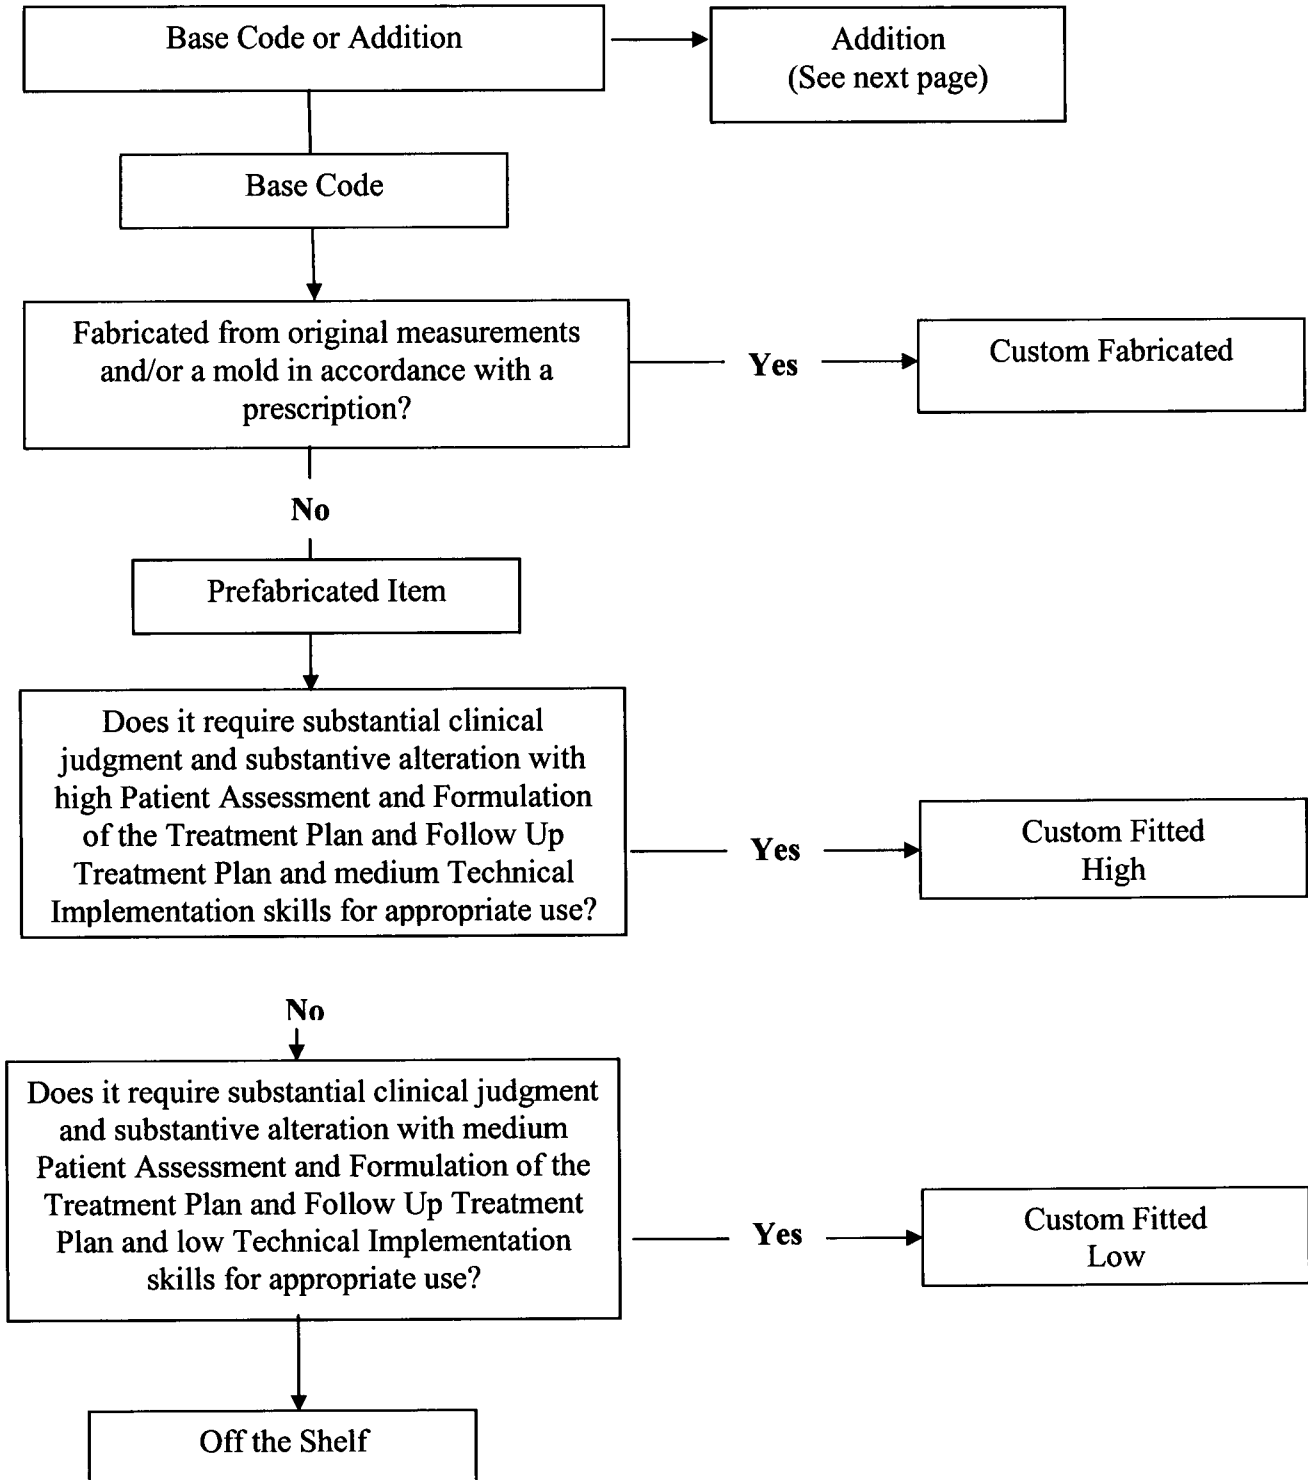 Base Code or Addition
Addition
(See next page)
Base Code
Fabricated from original measurements
and/or a mold in accordance with a
prescription?
Yes
Custom Fabricated
No
Prefabricated Item
Does it require substantial clinical
judgment and substantive alteration with
high Patient Assessment and Formulation
of the Treatment Plan and Follow Up
Treatment Plan and medium Technical
Implementation skills for appropriate use?
Yes
Custom Fitted
High
No
Does it require substantial clinical judgment
and substantive alteration with medium
Patient Assessment and Formulation of the
Treatment Plan and Follow Up Treatment
Plan and low Technical Implementation
skills for appropriate use?
Yes
Custom Fitted
Low
Off the Shelf